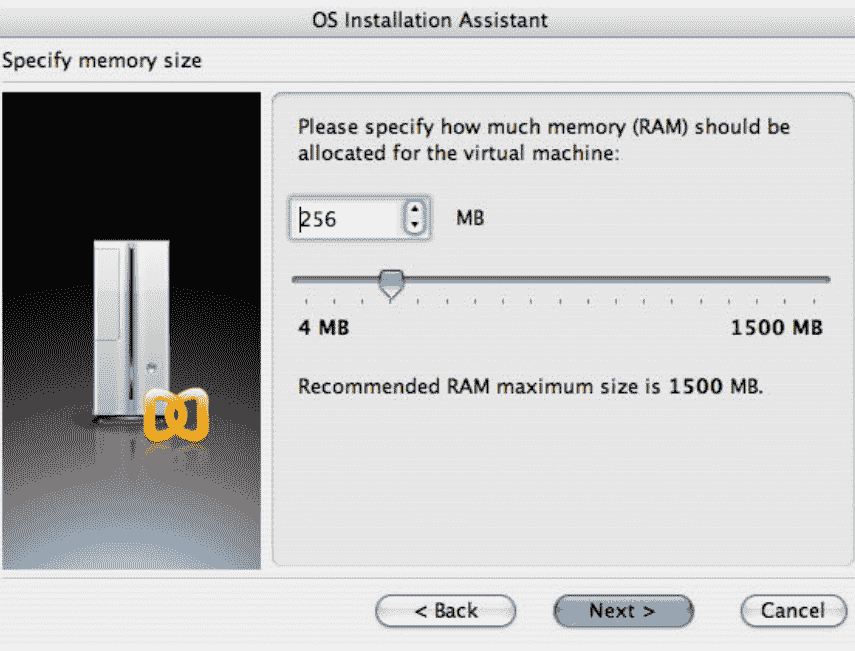 OS Installation Assistant
Specify memory size
Please specify how much memory (RAM) should be
allocated for the virtual machine:
256 MB
4 MB 1500 MB
Recommended RAM maximum size is 1500 MB.
< Back Next > Cancel